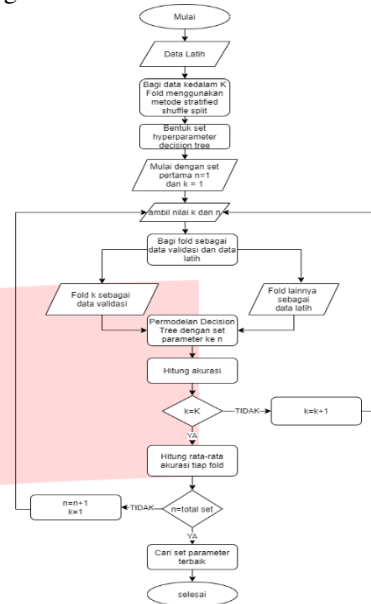 Mulai
Data Latih
Bagi data kedalam K
Fold menggunakan
metode stratified
shuffle split
Bentuk set
hyperparameter
decision tree
Mulai dengan set
pertama n=1
dan k = 1
ambil nilai k dan n
Bagi fold sebagai
data validasi dan data
latih
Fold k sebagai
data validasi
Fold lainnya
sebagai
data latih
Permodelan Decision
Tree dengan set
parameter ke n
Hitung akurasi
k=K
TIDAK
k=k+1
YA
Hitung rata-rata
akurasi tiap fold
n=n+1
k=1
TIDAK
n=total set
YA
Cari set parameter
terbaik
selesai